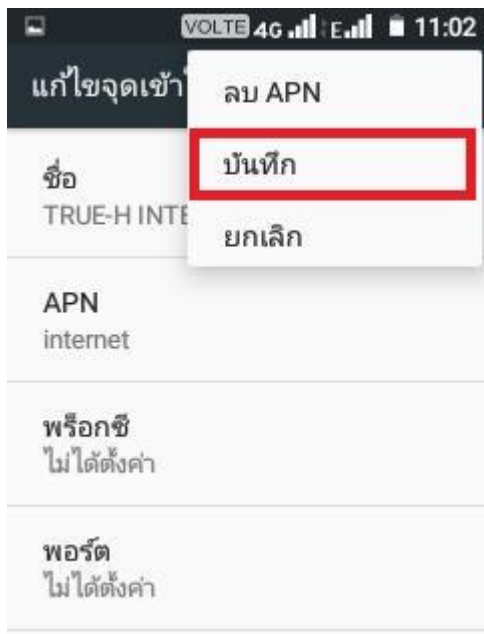 VOLTE 4G E 11:02
แก้ไขจุดเข้า
ลบ APN
บันทึก
ยกเลิก
ชื่อ
TRUE-H INTE
APN
internet
พร็อกซี
ไม่ได้ตั้งค่า
พอร์ต
ไม่ได้ตั้งค่า